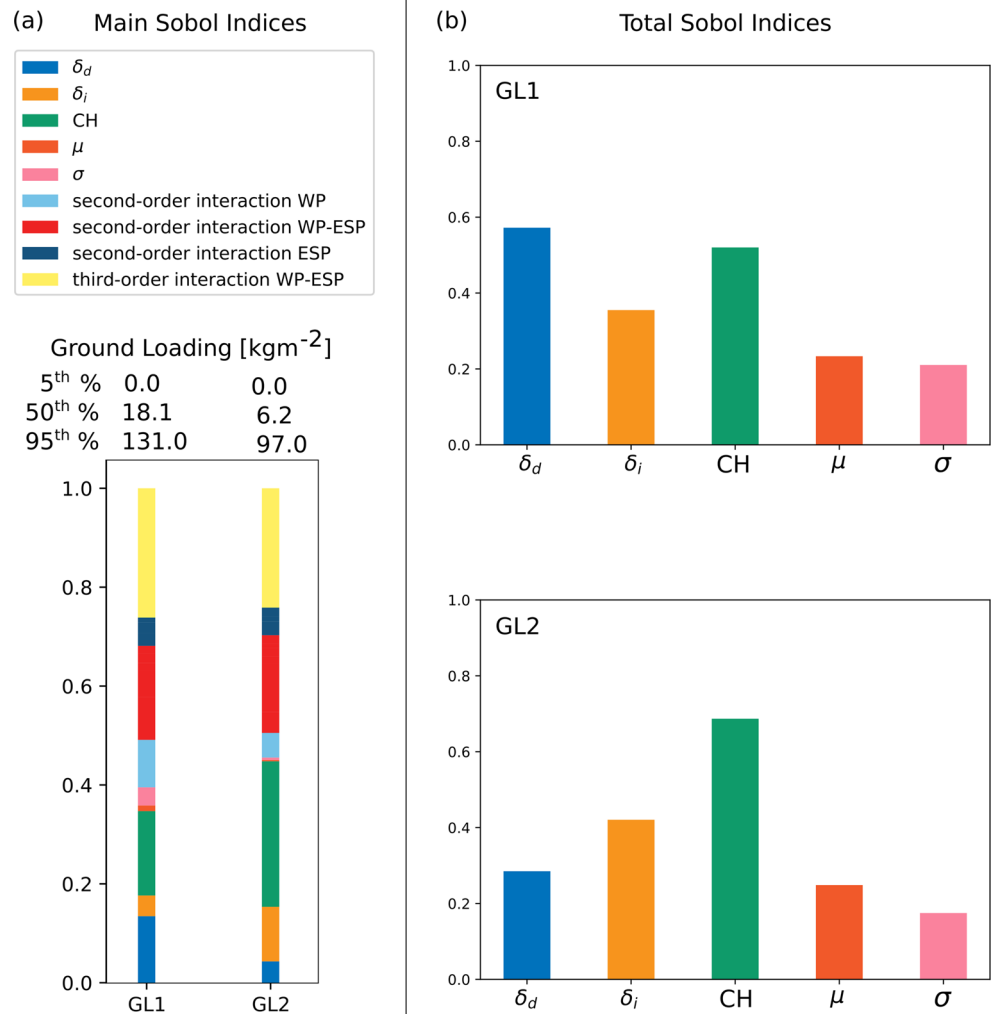 (a) Main Sobol Indices
δd
δi
CH
μ
σ
second-order interaction WP
second-order interaction WP-ESP
second-order interaction ESP
third-order interaction WP-ESP
Ground Loading [kgm-2]
5th % 0.0 0.0
50th % 18.1 6.2
95th % 131.0 97.0
1.0
0.8
0.6
0.4
0.2
0.0
GL1 GL2
(b) Total Sobol Indices
1.0
GL1
0.8
0.6
0.4
0.2
0.0
δd δi CH μ σ
1.0
GL2
0.8
0.6
0.4
0.2
0.0
δd δi CH μ σ